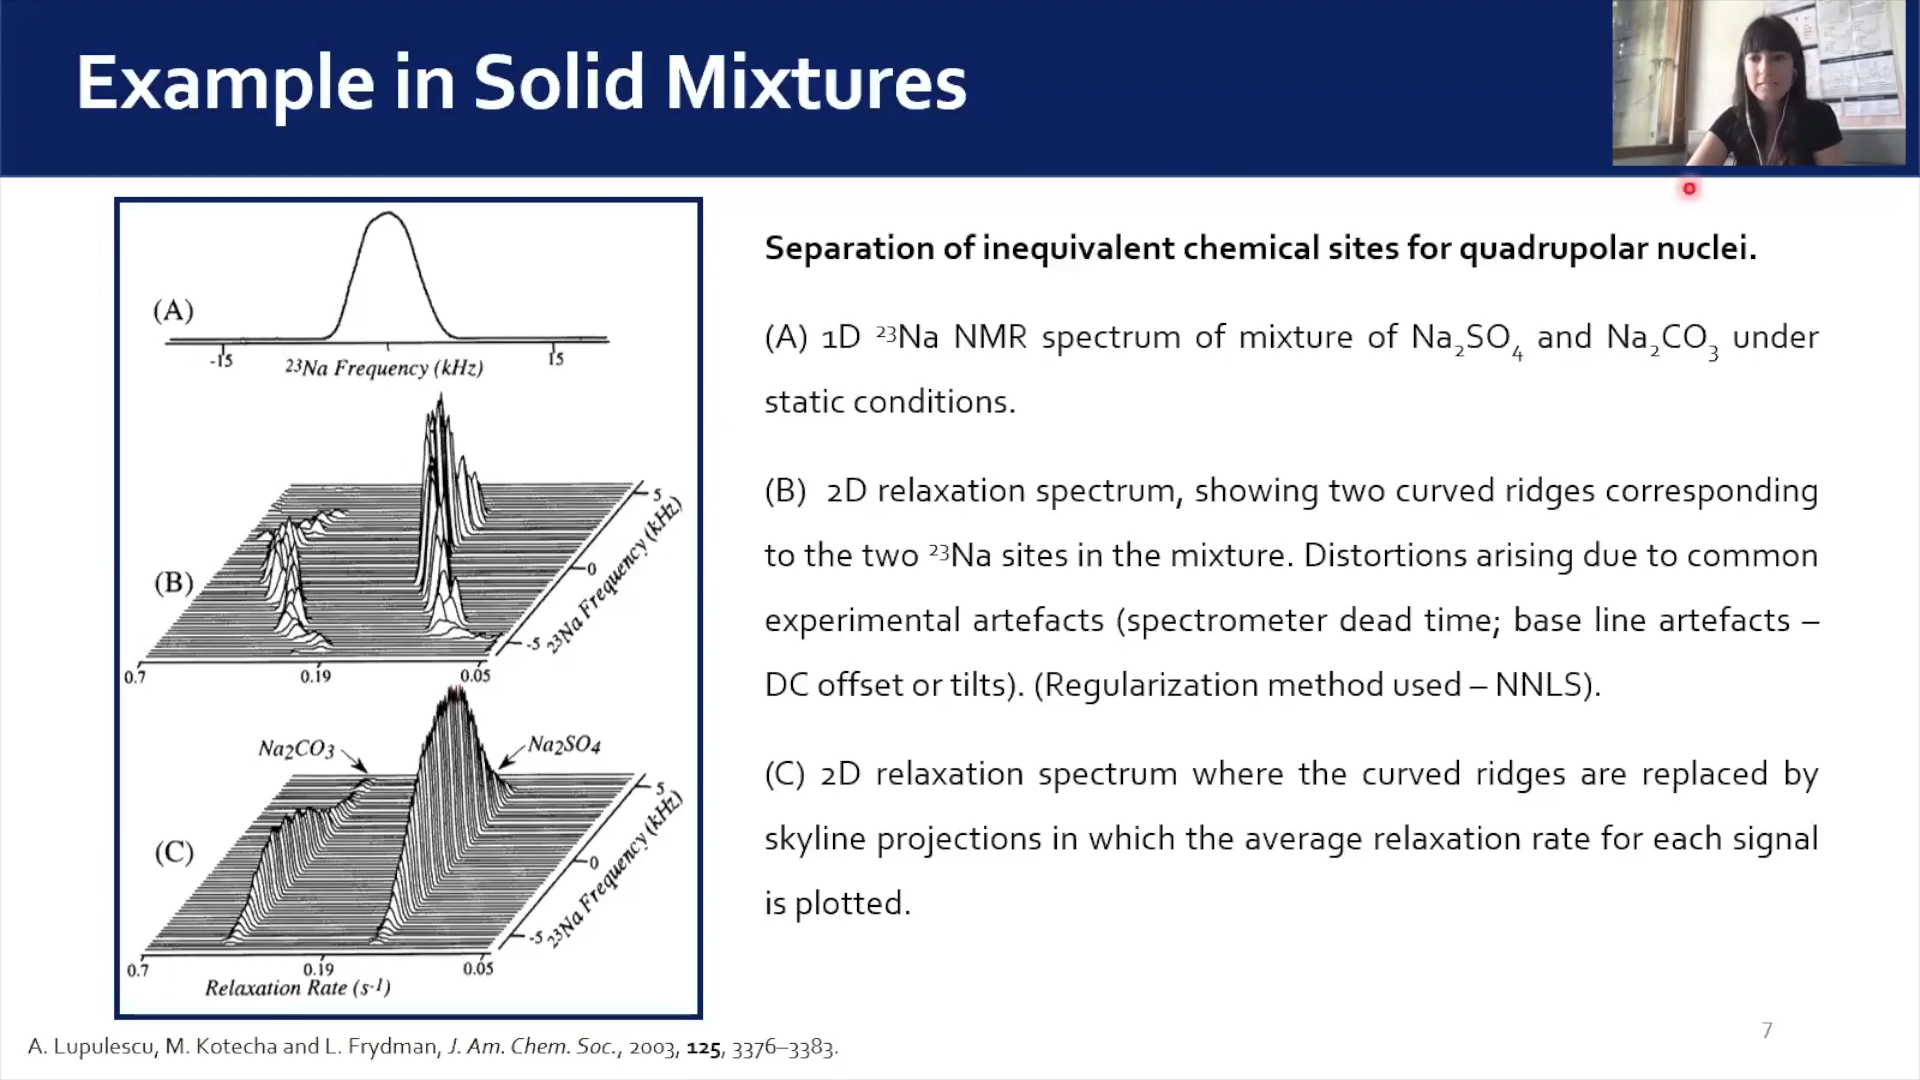 Example in Solid Mixtures
(A)
-15
15
23Na Frequency (kHz)
(B)
5
0
-5
23Na Frequency (kHz)
0.7
0.19
0.05
Na2CO3
Na2SO4
(C)
5
0
-5
23Na Frequency (kHz)
0.7
0.19
0.05
Relaxation Rate (s-1)
Separation of inequivalent chemical sites for quadrupolar nuclei.
(A) 1D ²³Na NMR spectrum of mixture of Na₂SO₄ and Na₂CO₃ under
static conditions.
(B) 2D relaxation spectrum, showing two curved ridges corresponding
to the two ²³Na sites in the mixture. Distortions arising due to common
experimental artefacts (spectrometer dead time; base line artefacts –
DC offset or tilts). (Regularization method used – NNLS).
(C) 2D relaxation spectrum where the curved ridges are replaced by
skyline projections in which the average relaxation rate for each signal
is plotted.
A. Lupulescu, M. Kotecha and L. Frydman, J. Am. Chem. Soc., 2003, 125, 3376–3383.
7